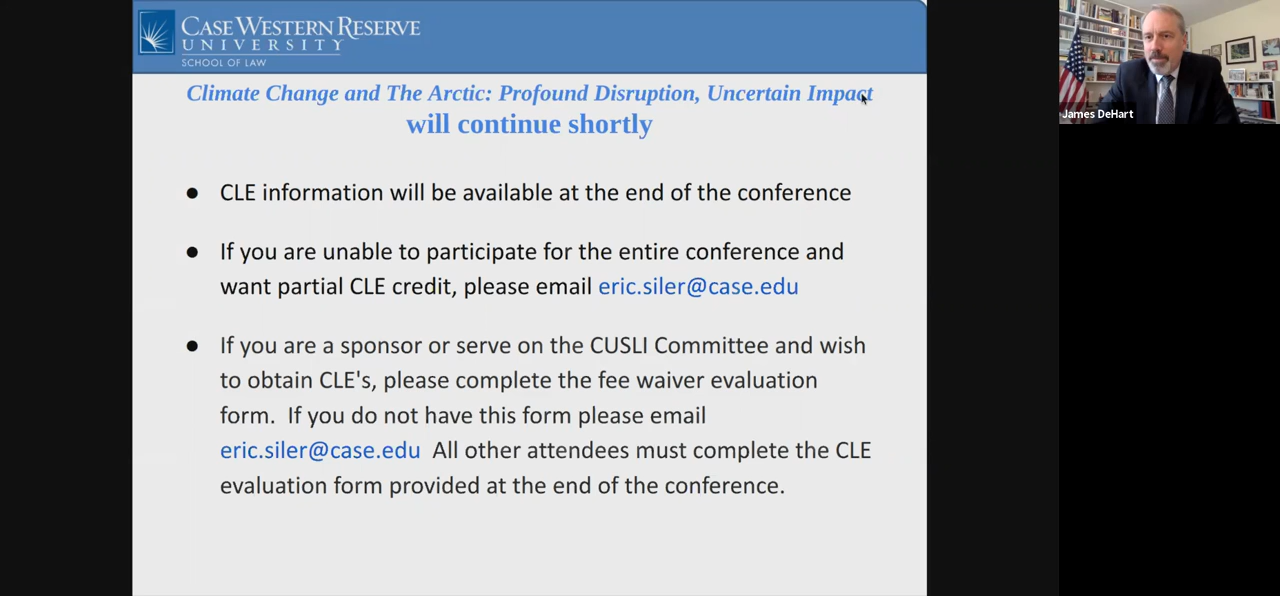 CASE WESTERN RESERVE
UNIVERSITY
SCHOOL OF LAW
Climate Change and The Arctic: Profound Disruption, Uncertain Impact
will continue shortly
● CLE information will be available at the end of the conference
● If you are unable to participate for the entire conference and
want partial CLE credit, please email eric.siler@case.edu
● If you are a sponsor or serve on the CUSLI Committee and wish
to obtain CLE's, please complete the fee waiver evaluation
form.  If you do not have this form please email
eric.siler@case.edu  All other attendees must complete the CLE
evaluation form provided at the end of the conference.
James DeHart